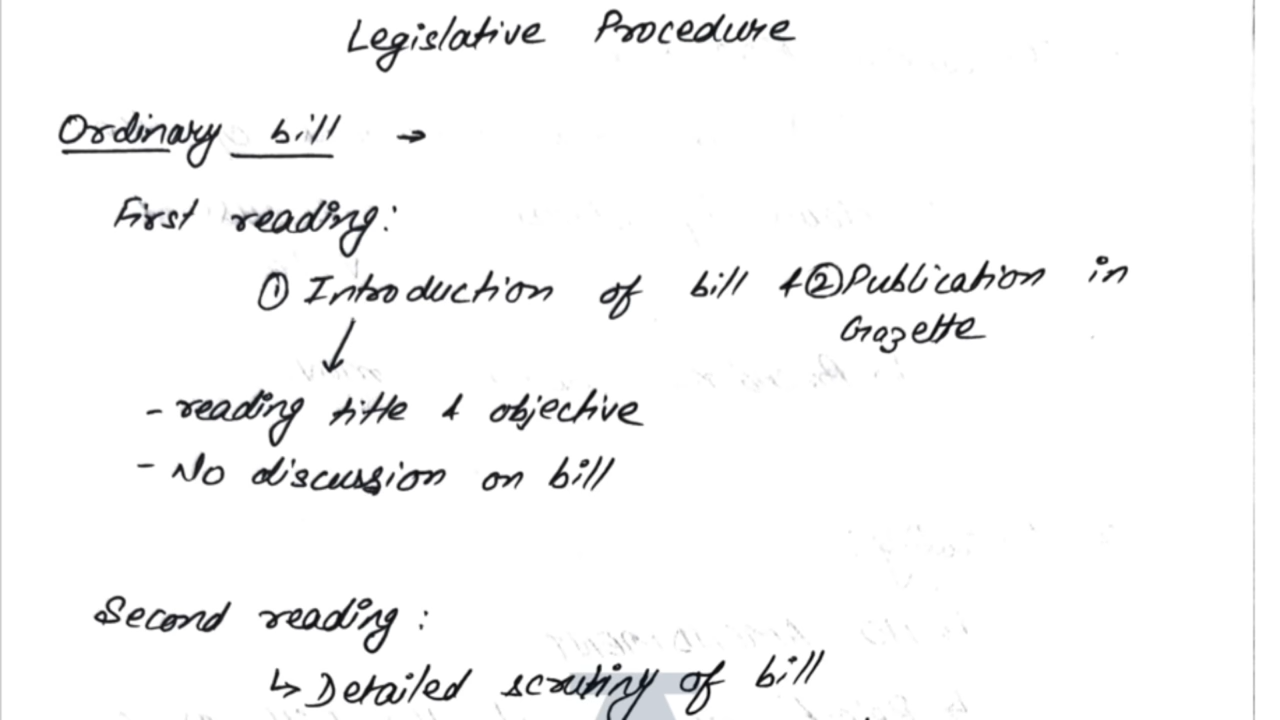 Legislative Procedure
Ordinary bill →
First reading:
① Introduction of bill & ② Publication in
Gazette
↓
- reading title & objective
- No discussion on bill
Second reading:
↳ Detailed scrutiny of bill